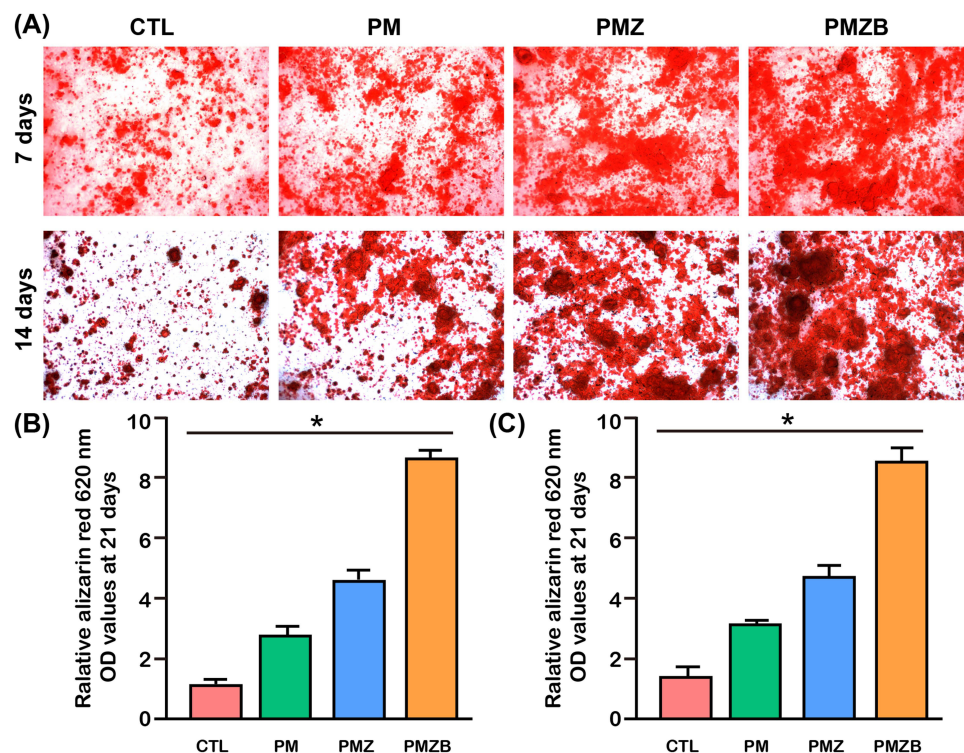 (A)
CTL PM PMZ PMZB
7 days
14 days
(B)
Ralative alizarin red 620 nm
OD values at 21 days
10
8
6
4
2
0
*
CTL PM PMZ PMZB
(C)
Ralative alizarin red 620 nm
OD values at 21 days
10
8
6
4
2
0
*
CTL PM PMZ PMZB